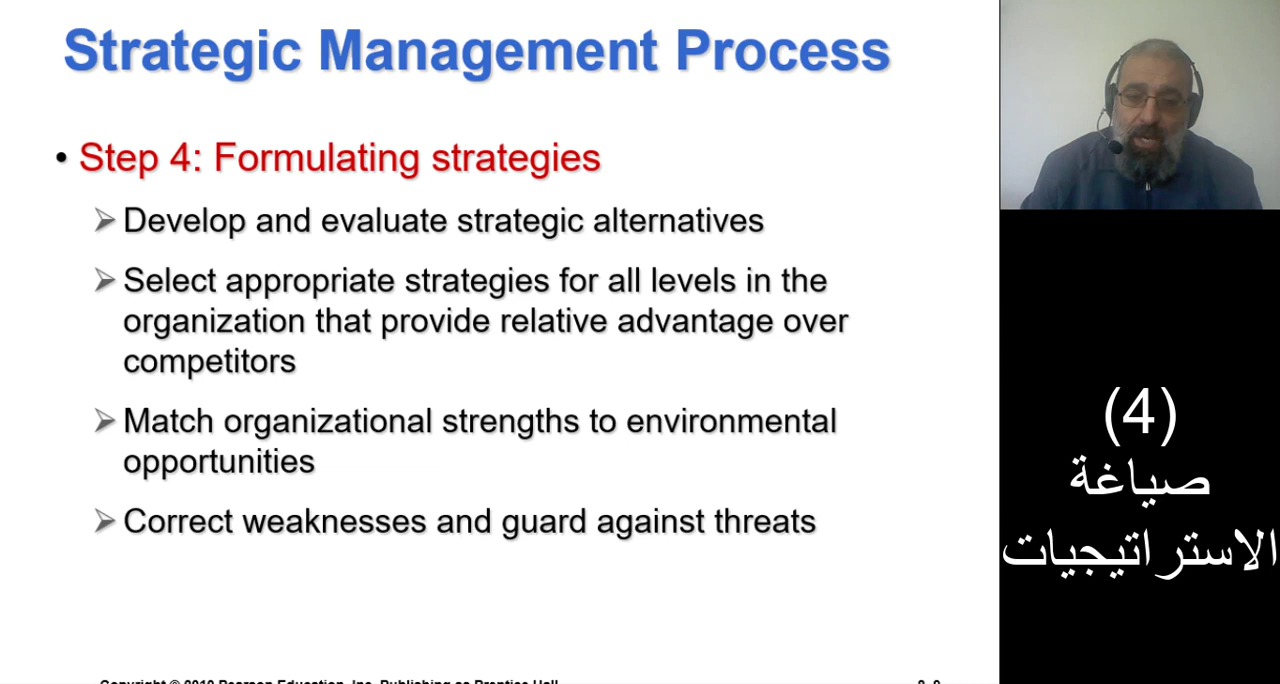 Strategic Management Process
• Step 4: Formulating strategies
➢ Develop and evaluate strategic alternatives
➢ Select appropriate strategies for all levels in the
organization that provide relative advantage over
competitors
➢ Match organizational strengths to environmental
opportunities
➢ Correct weaknesses and guard against threats
(4)
صياغة
الاستراتيجيات
Copyright © 2010 Pearson Education, Inc. Publishing as Prentice Hall